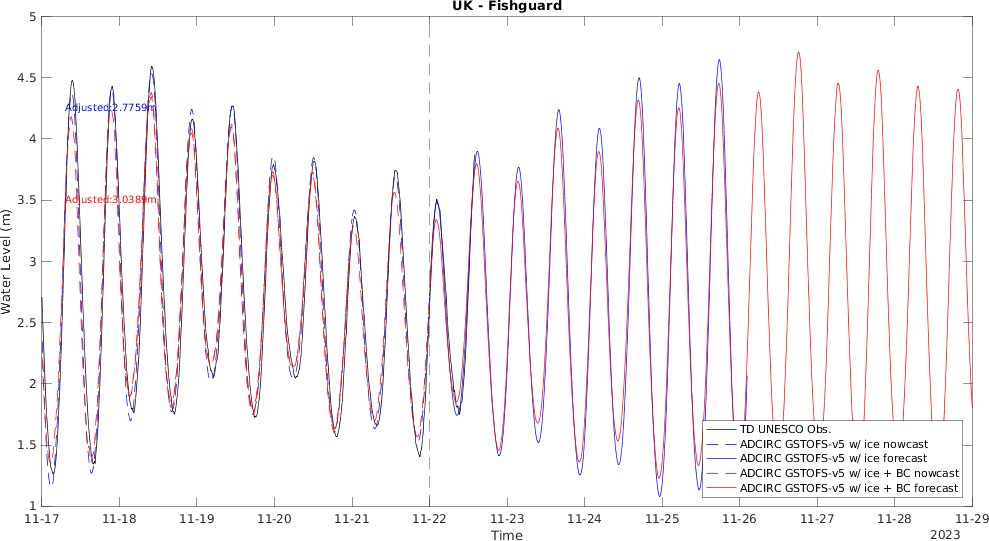 UK - Fishguard
5
4.5
4
3.5
3
2.5
2
1.5
1
Water Level (m)
Adjusted:2.7759m
Adjusted:3.0389m
TD UNESCO Obs.
ADCIRC GSTOFS-v5 w/ ice nowcast
ADCIRC GSTOFS-v5 w/ ice forecast
ADCIRC GSTOFS-v5 w/ ice + BC nowcast
ADCIRC GSTOFS-v5 w/ ice + BC forecast
11-17 11-18 11-19 11-20 11-21 11-22 11-23 11-24 11-25 11-26 11-27 11-28 11-29
Time
2023